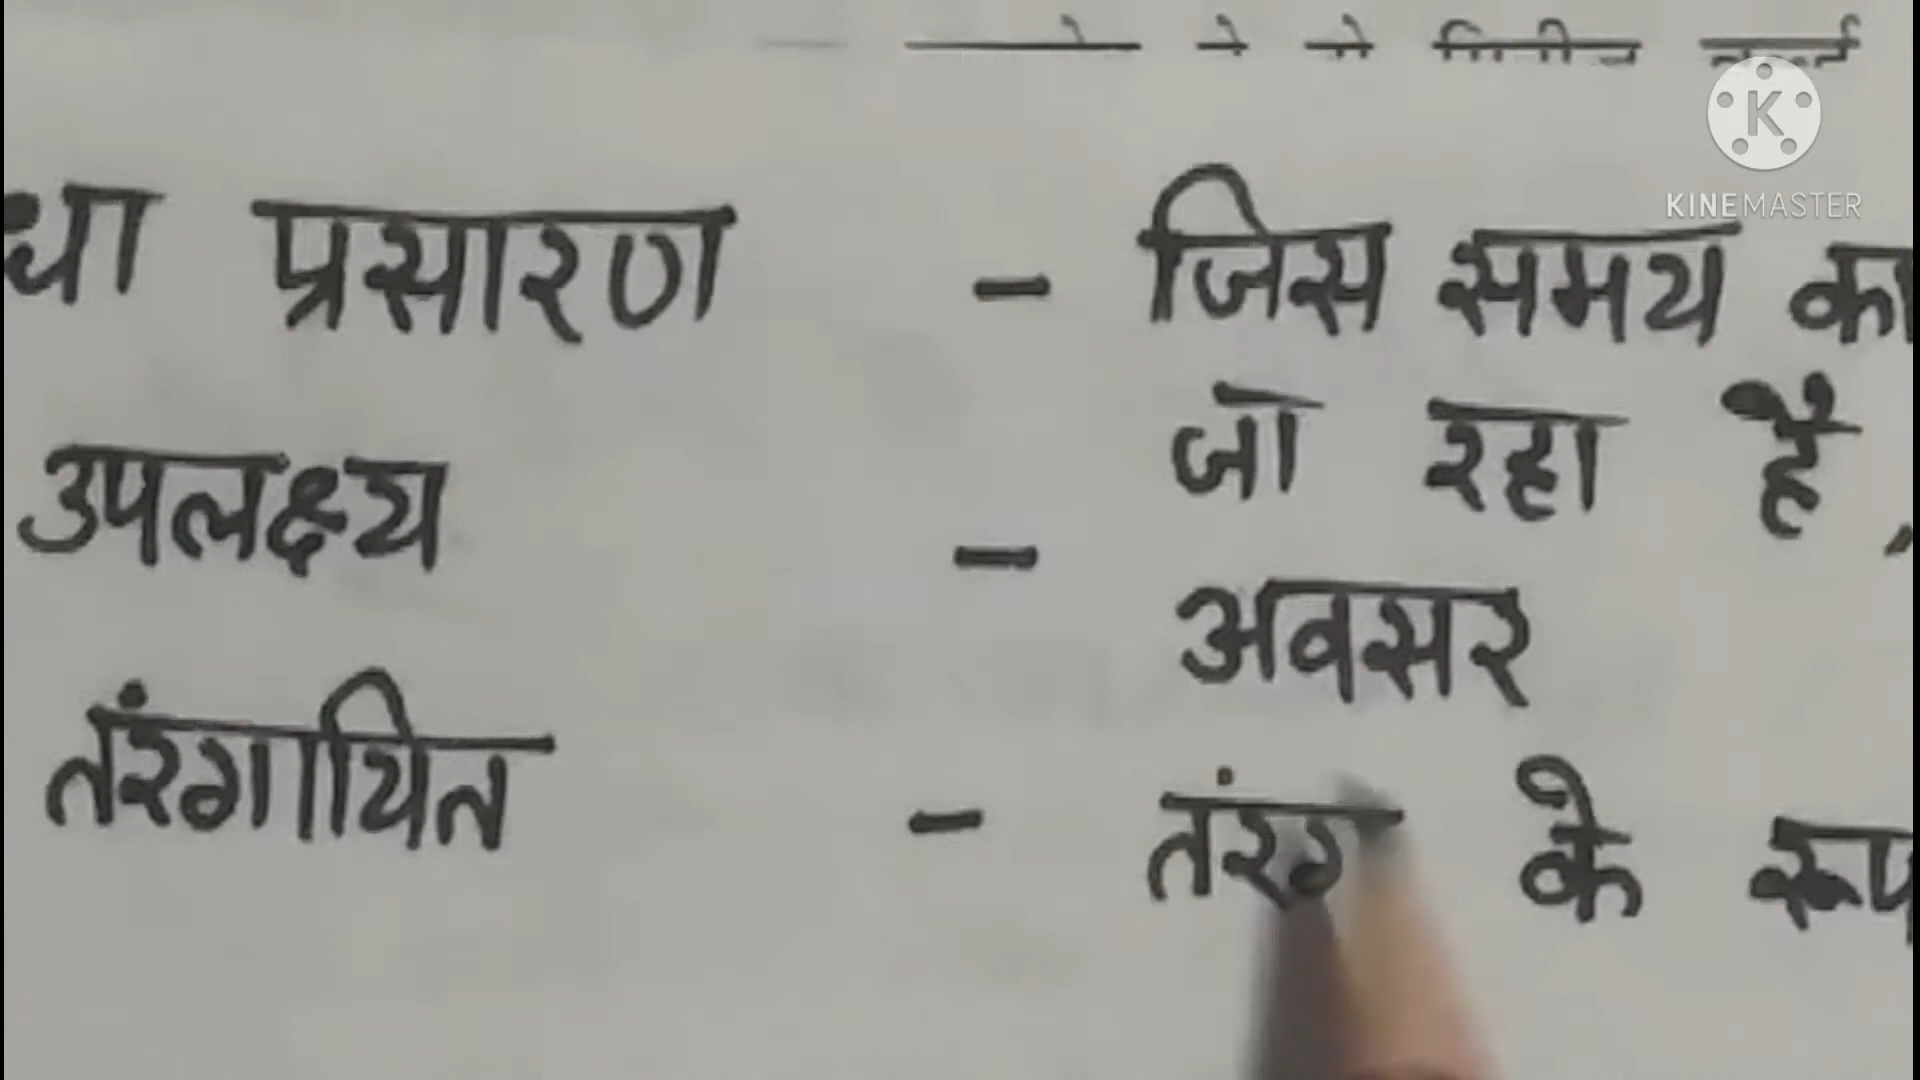 KINEMASTER
धा प्रसारण - जिस समय का
जा रहा है,
उपलक्ष्य - अवसर
तंरगायित - तंरग के रूप